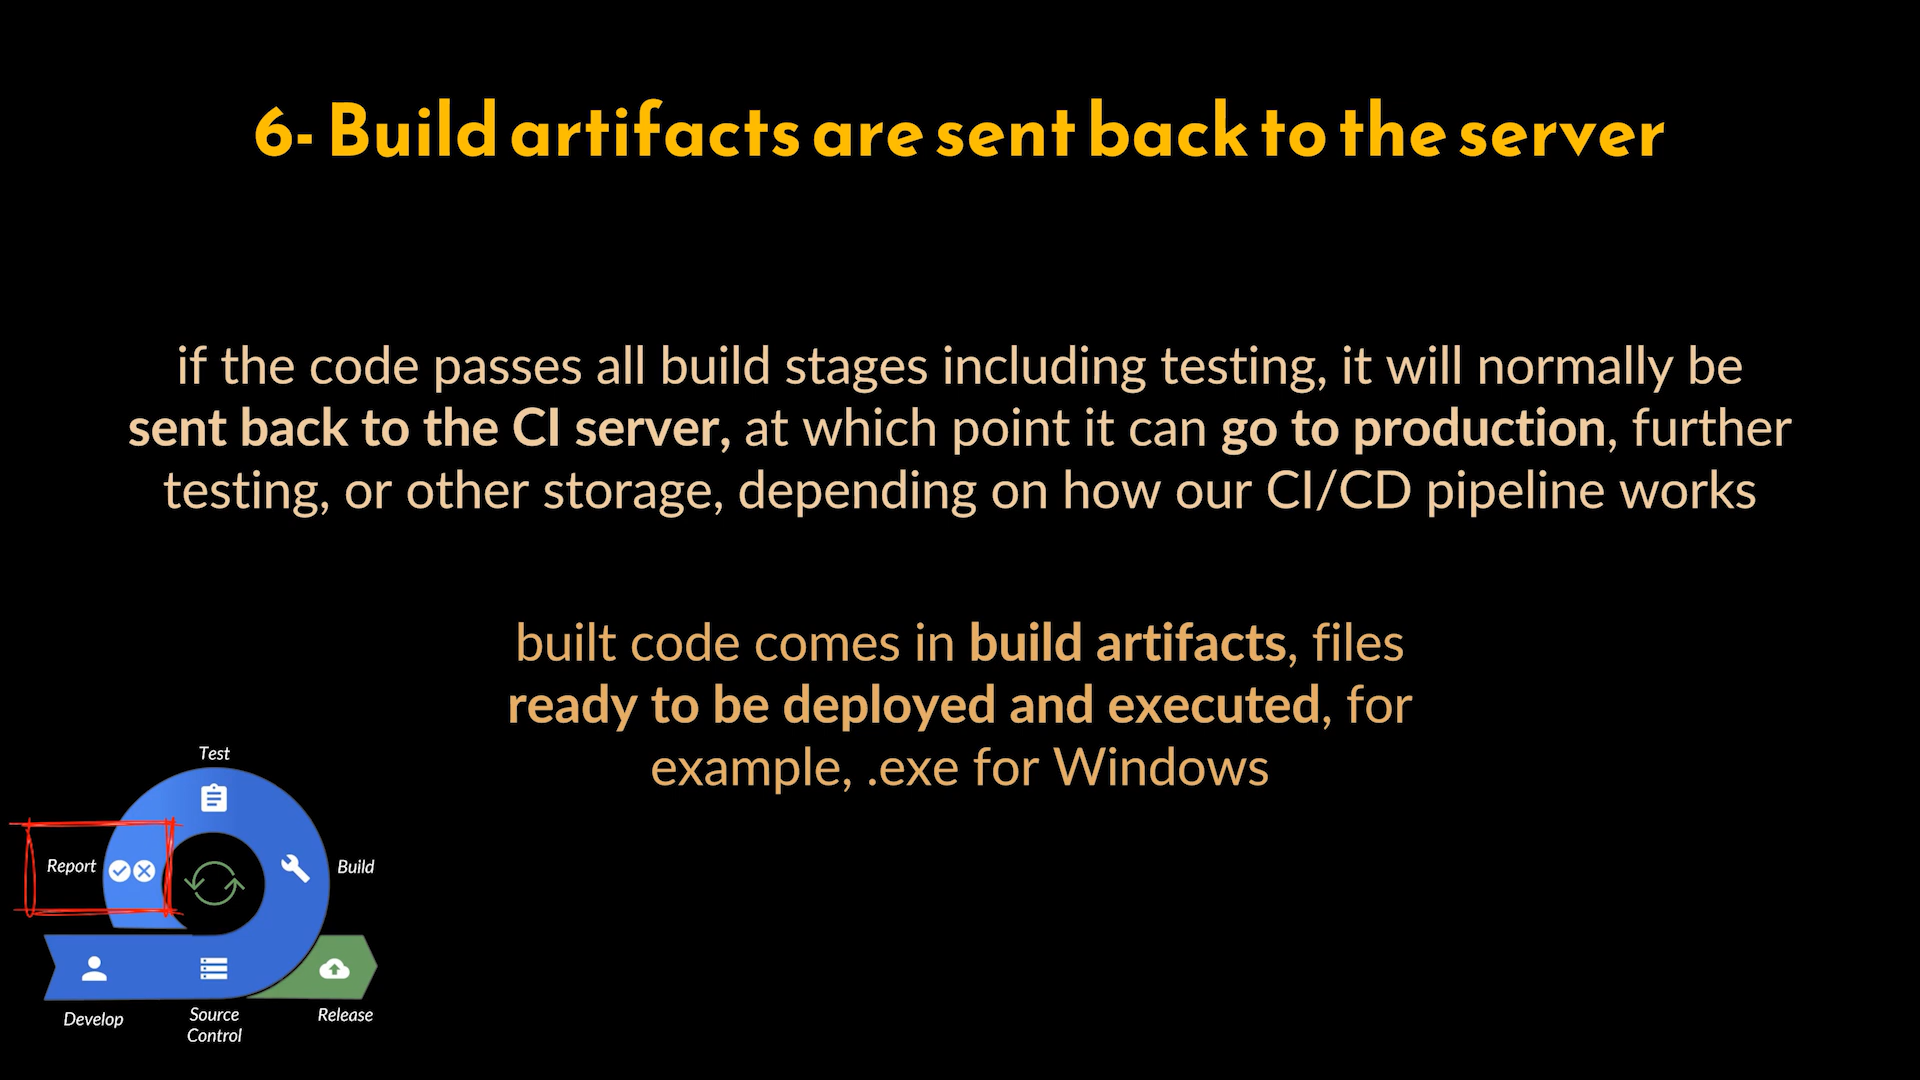 6- Build artifacts are sent back to the server
if the code passes all build stages including testing, it will normally be
sent back to the CI server, at which point it can go to production, further
testing, or other storage, depending on how our CI/CD pipeline works
built code comes in build artifacts, files
ready to be deployed and executed, for
example, .exe for Windows
Test
Report
Build
Develop
Source
Control
Release